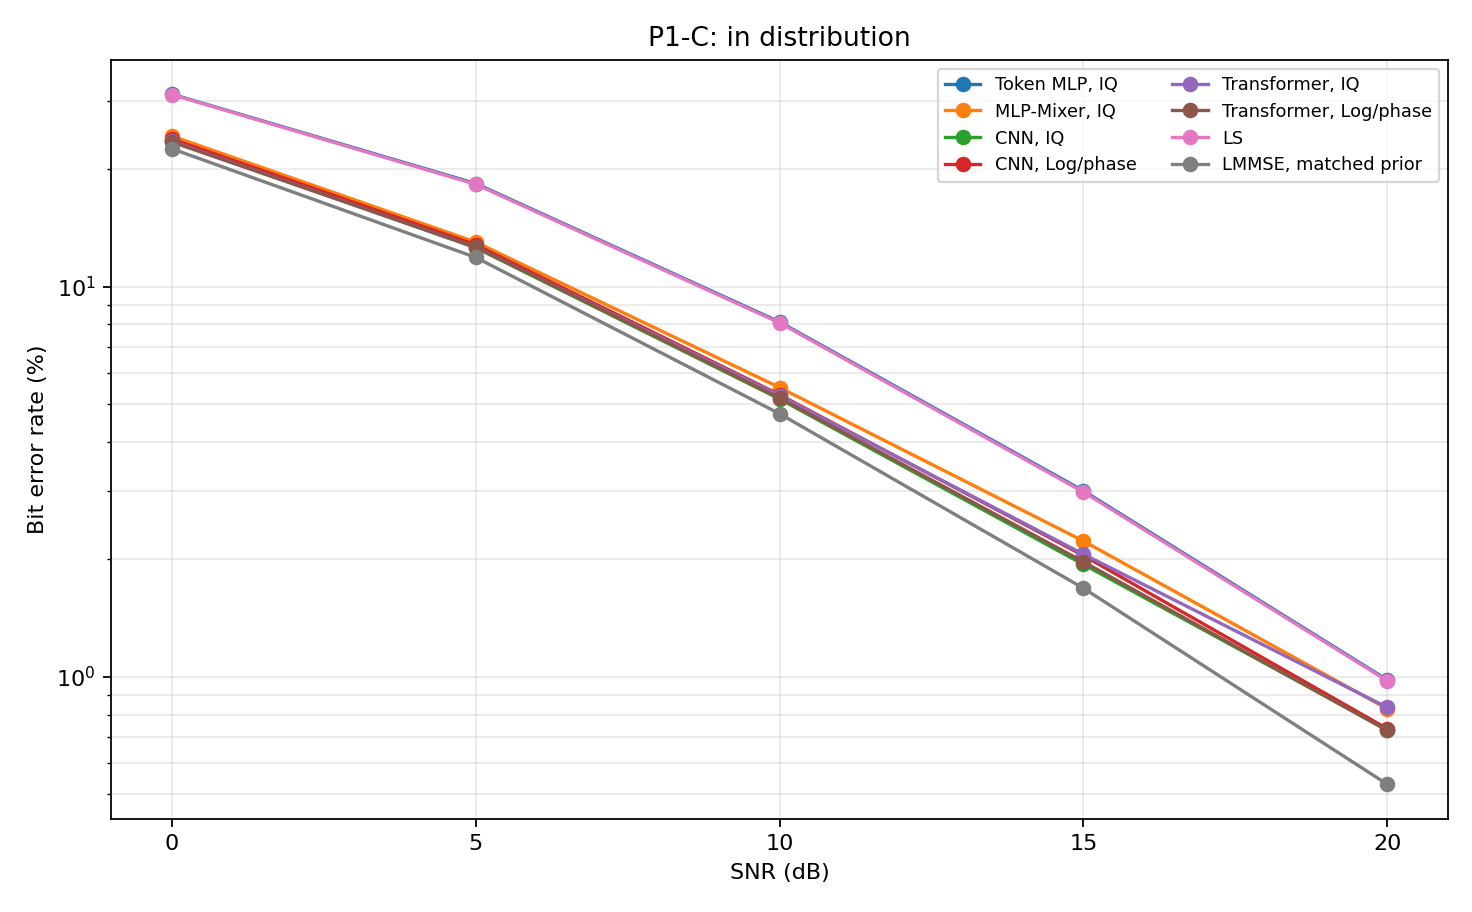 P1-C: in distribution
Token MLP, IQ
MLP-Mixer, IQ
CNN, IQ
CNN, Log/phase
Transformer, IQ
Transformer, Log/phase
LS
LMMSE, matched prior
Bit error rate (%)
10¹
10⁰
0 5 10 15 20
SNR (dB)